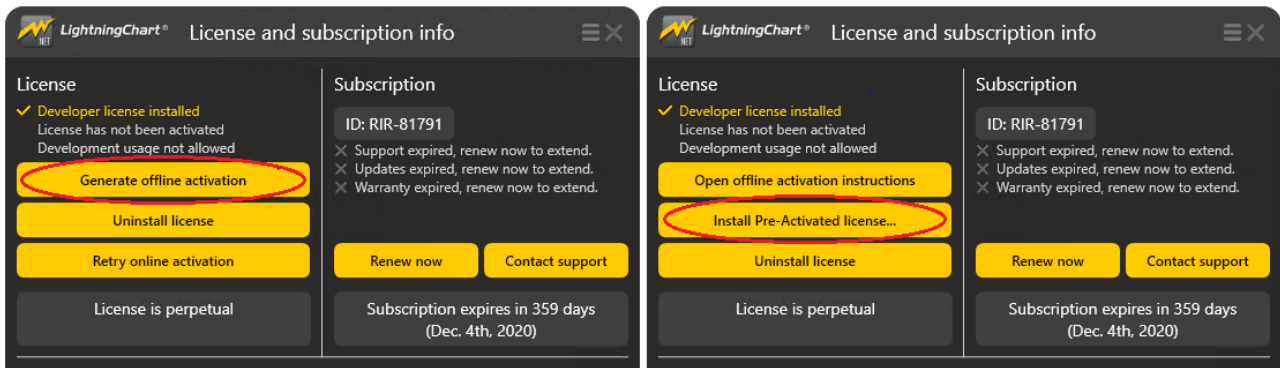 LightningChart® License and subscription info
.NET
License
Developer license installed
License has not been activated
Development usage not allowed
Generate offline activation
Uninstall license
Retry online activation
License is perpetual
Subscription
ID: RIR-81791
Support expired, renew now to extend.
Updates expired, renew now to extend.
Warranty expired, renew now to extend.
Renew now
Contact support
Subscription expires in 359 days
(Dec. 4th, 2020)
LightningChart® License and subscription info
.NET
License
Developer license installed
License has not been activated
Development usage not allowed
Open offline activation instructions
Install Pre-Activated license...
Uninstall license
License is perpetual
Subscription
ID: RIR-81791
Support expired, renew now to extend.
Updates expired, renew now to extend.
Warranty expired, renew now to extend.
Renew now
Contact support
Subscription expires in 359 days
(Dec. 4th, 2020)